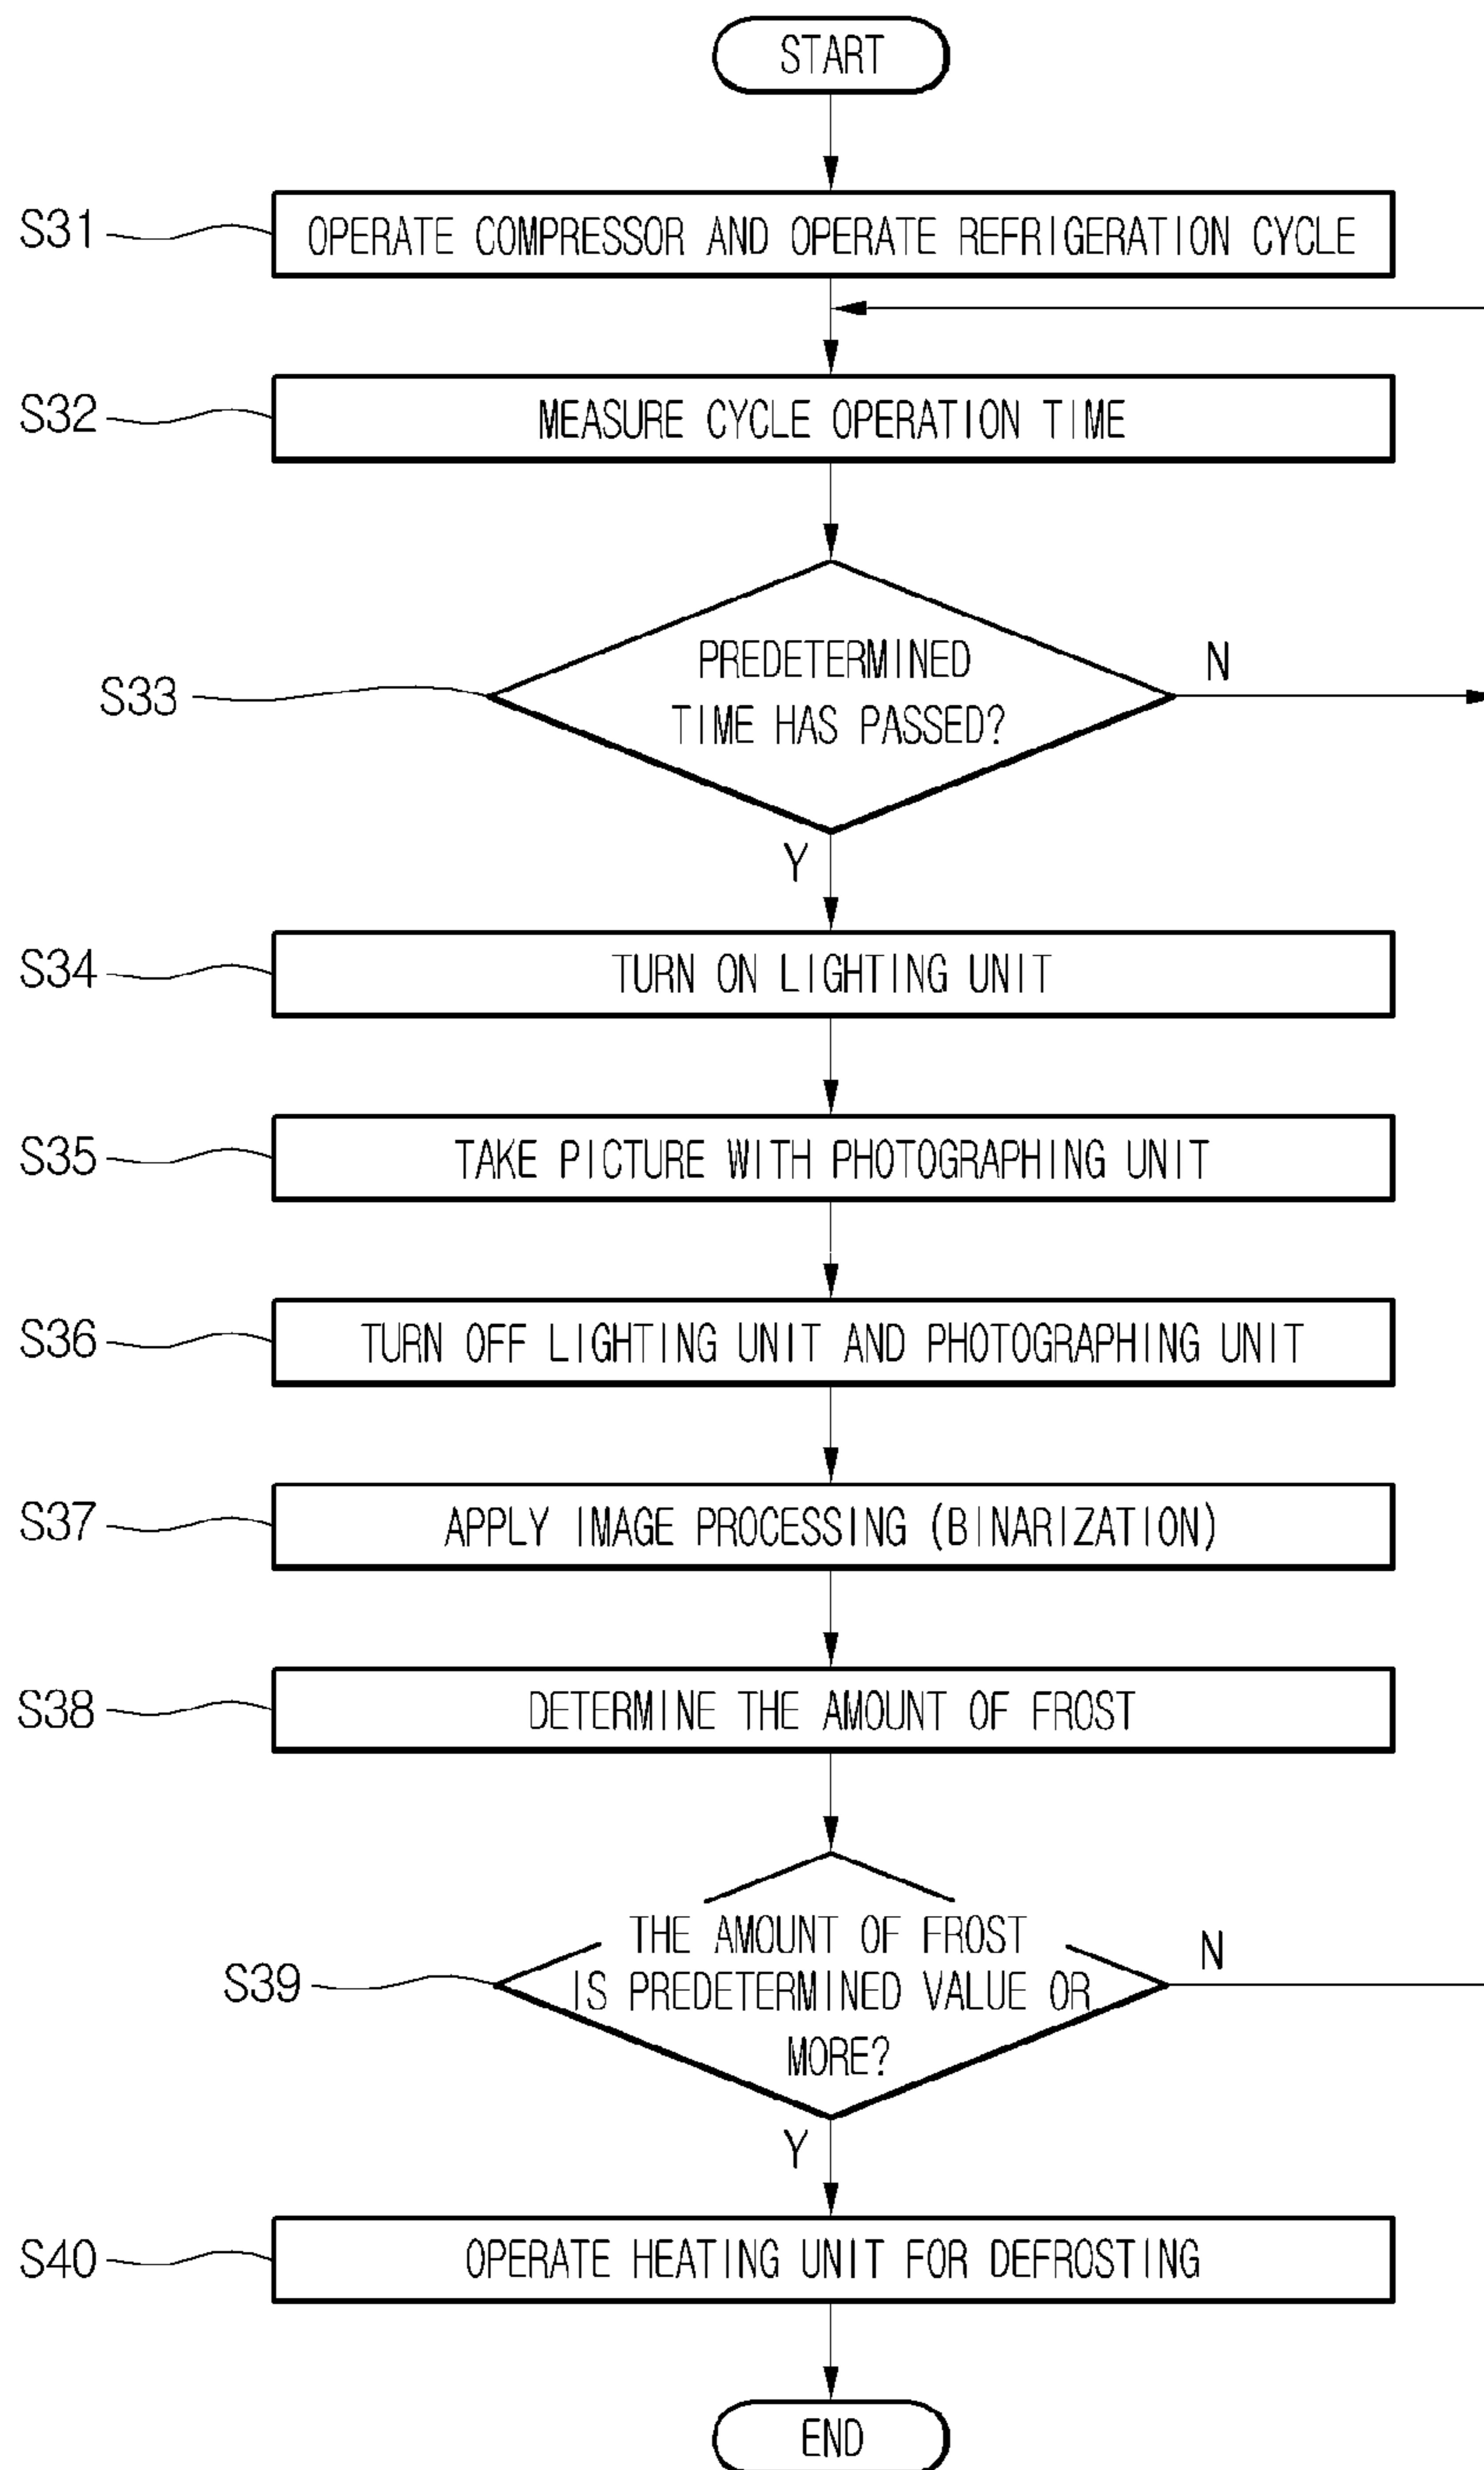 START
S31
OPERATE COMPRESSOR AND OPERATE REFRIGERATION CYCLE
S32
MEASURE CYCLE OPERATION TIME
S33
PREDETERMINED
TIME HAS PASSED?
N
Y
S34
TURN ON LIGHTING UNIT
S35
TAKE PICTURE WITH PHOTOGRAPHING UNIT
S36
TURN OFF LIGHTING UNIT AND PHOTOGRAPHING UNIT
S37
APPLY IMAGE PROCESSING (BINARIZATION)
S38
DETERMINE THE AMOUNT OF FROST
S39
THE AMOUNT OF FROST
IS PREDETERMINED VALUE OR
MORE?
N
Y
S40
OPERATE HEATING UNIT FOR DEFROSTING
END